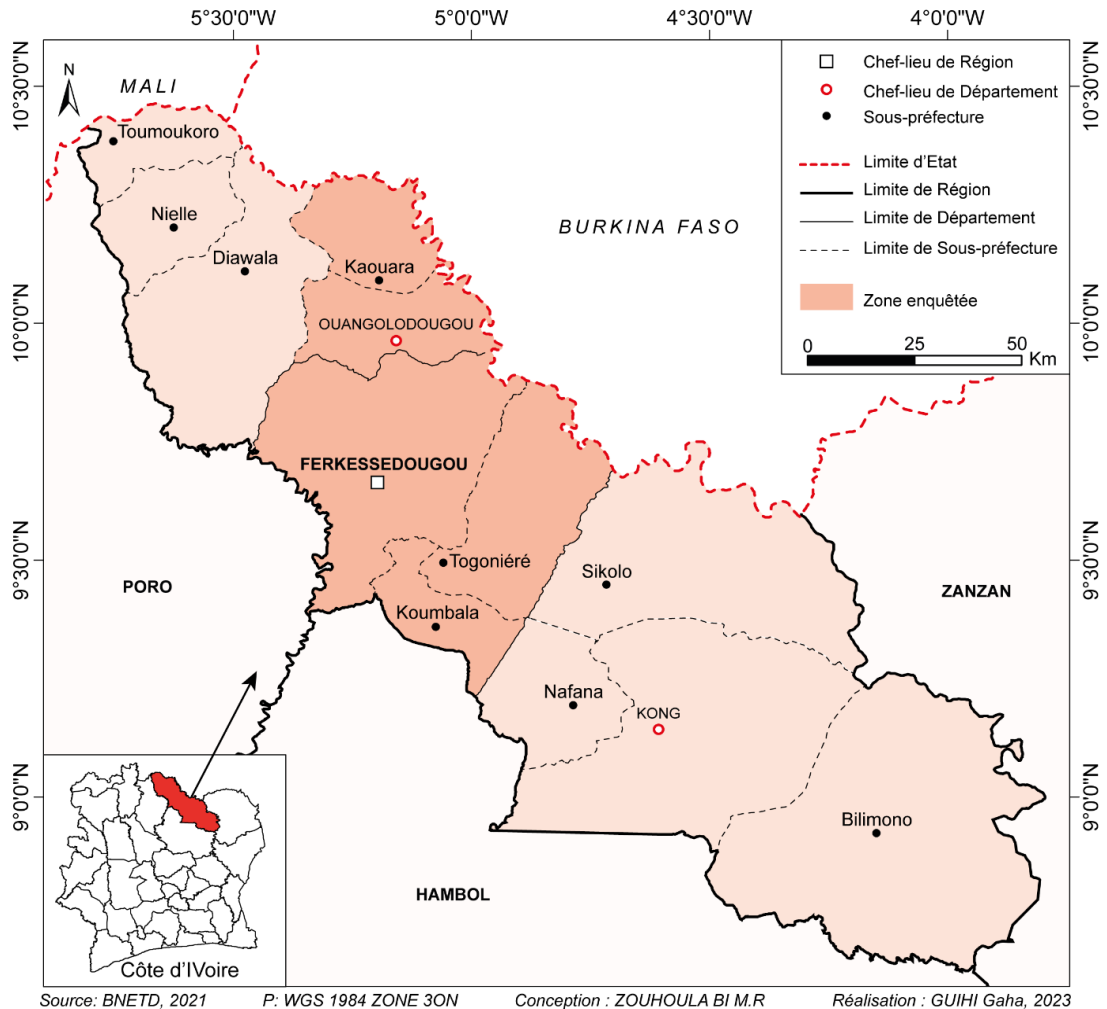 5°30'0"W 5°00'0"W 4°30'0"W 4°00'0"W
10°30'0"N
10°0'0"N
9°30'0"N
9°0'0"N
10°30'0"N
10°0'0"N
9°30'0"N
9°0'0"N
N
MALI
Toumoukoro
Nielle
Diawala
Kaouara
OUANGOLODOUGOU
BURKINA FASO
FERKESSEDOUGOU
Togoniéré
Koumbala
Sikolo
PORO
ZANZAN
Nafana
KONG
Bilimono
HAMBOL
Chef-lieu de Région
Chef-lieu de Département
Sous-préfecture
Limite d'Etat
Limite de Région
Limite de Département
Limite de Sous-préfecture
Zone enquêtée
0 25 50
Km
Côte d'IVoire
Source: BNETD, 2021 P: WGS 1984 ZONE 3ON Conception : ZOUHOULA BI M.R Réalisation : GUIHI Gaha, 2023